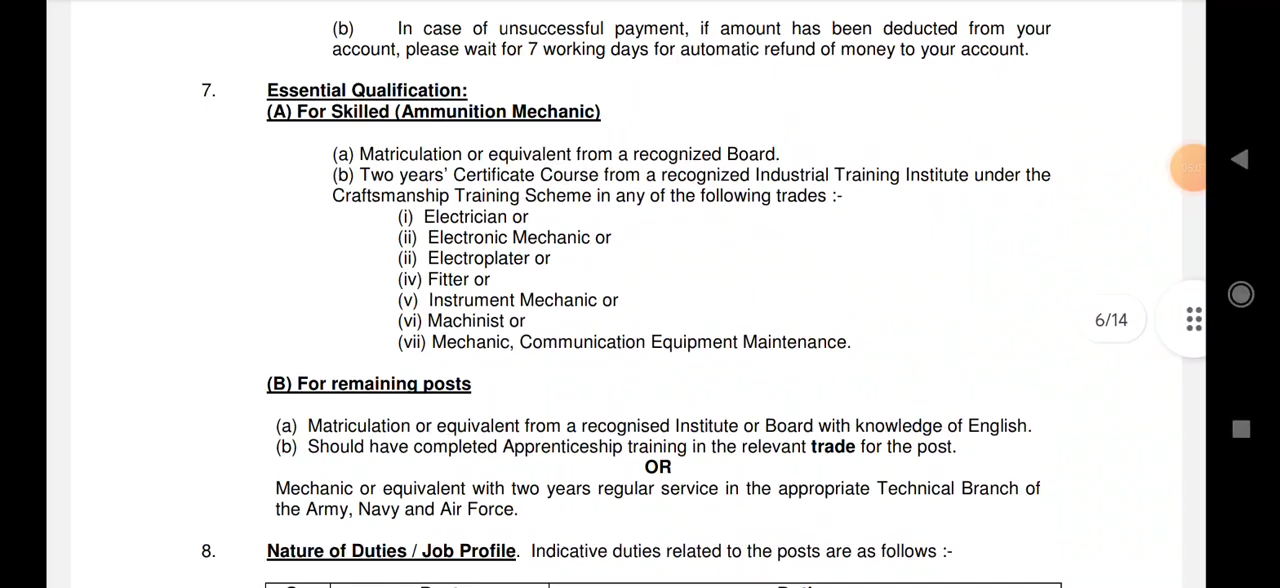 (b) In case of unsuccessful payment, if amount has been deducted from your
account, please wait for 7 working days for automatic refund of money to your account.
7. Essential Qualification:
(A) For Skilled (Ammunition Mechanic)
(a) Matriculation or equivalent from a recognized Board.
(b) Two years' Certificate Course from a recognized Industrial Training Institute under the
Craftsmanship Training Scheme in any of the following trades :-
(i) Electrician or
(ii) Electronic Mechanic or
(ii) Electroplater or
(iv) Fitter or
(v) Instrument Mechanic or
(vi) Machinist or
(vii) Mechanic, Communication Equipment Maintenance.
6/14
(B) For remaining posts
(a) Matriculation or equivalent from a recognised Institute or Board with knowledge of English.
(b) Should have completed Apprenticeship training in the relevant trade for the post.
OR
Mechanic or equivalent with two years regular service in the appropriate Technical Branch of
the Army, Navy and Air Force.
8. Nature of Duties / Job Profile. Indicative duties related to the posts are as follows :-